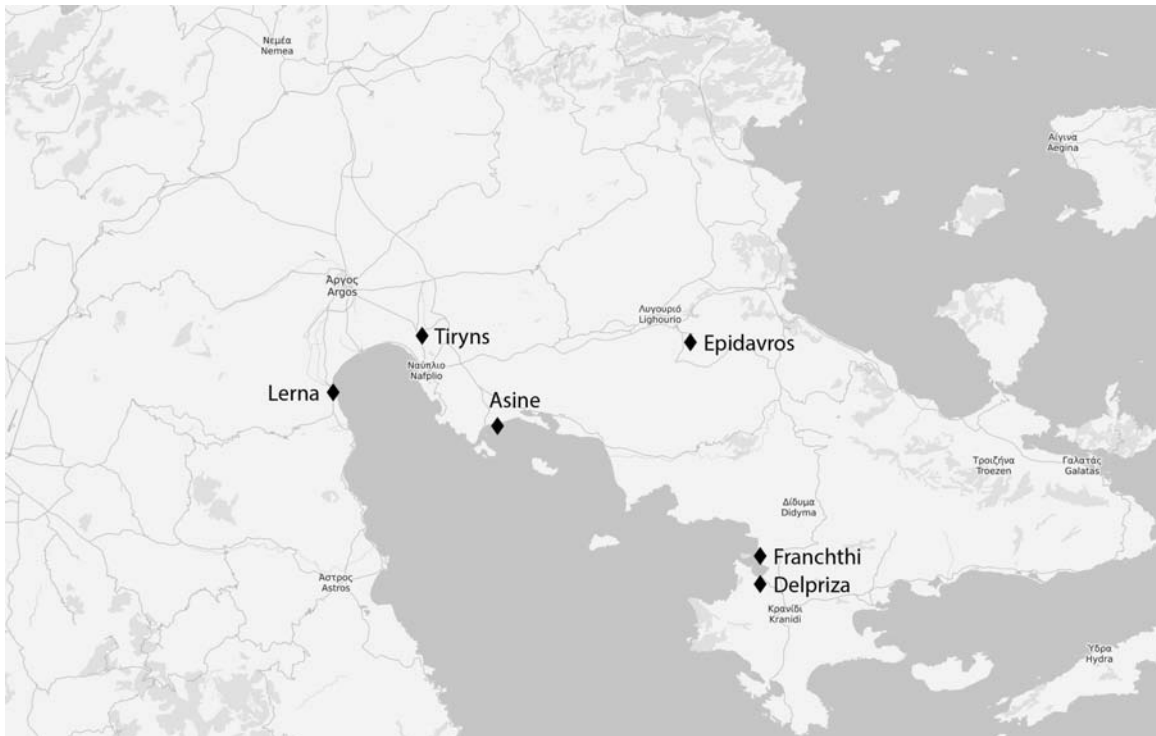 Νεμέα
Nemea
Αίγινα
Aegina
Άργος
Argos
Λυγουριό
Lighourio
Tiryns
Epidavros
Ναύπλιο
Nafplio
Lerna
Asine
Τροιζήνα
Troezen
Γαλατάς
Galatas
Δίδυμα
Didyma
Franchthi
Άστρος
Astros
Delpriza
Κρανίδι
Kranidi
Ύδρα
Hydra